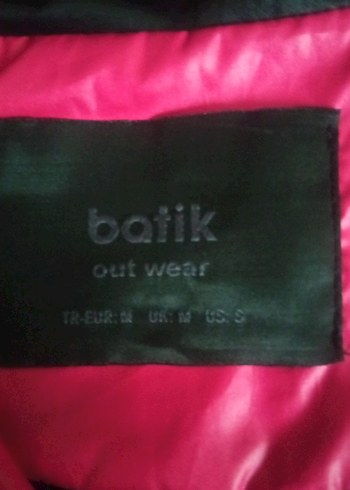 batik
out wear
TR-EUR: M UK: M US: S